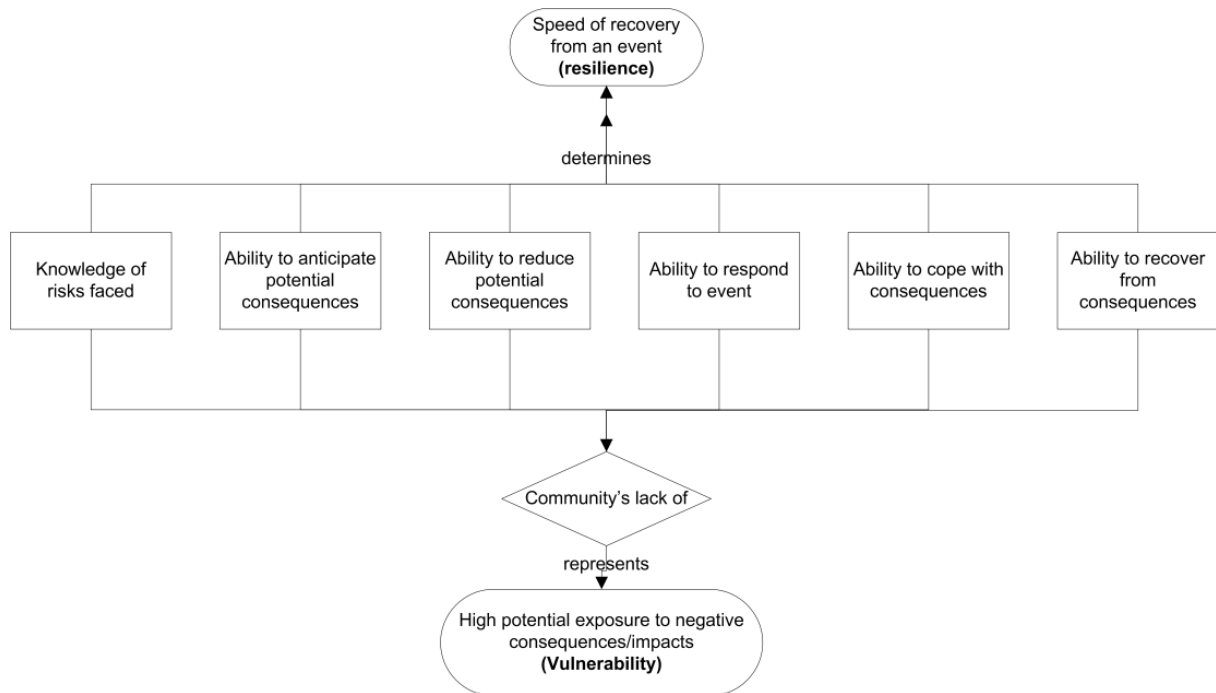 Speed of recovery
from an event
(resilience)
determines
Knowledge of
risks faced
Ability to anticipate
potential
consequences
Ability to reduce
potential
consequences
Ability to respond
to event
Ability to cope with
consequences
Ability to recover
from
consequences
Community’s lack of
represents
High potential exposure to negative
consequences/impacts
(Vulnerability)